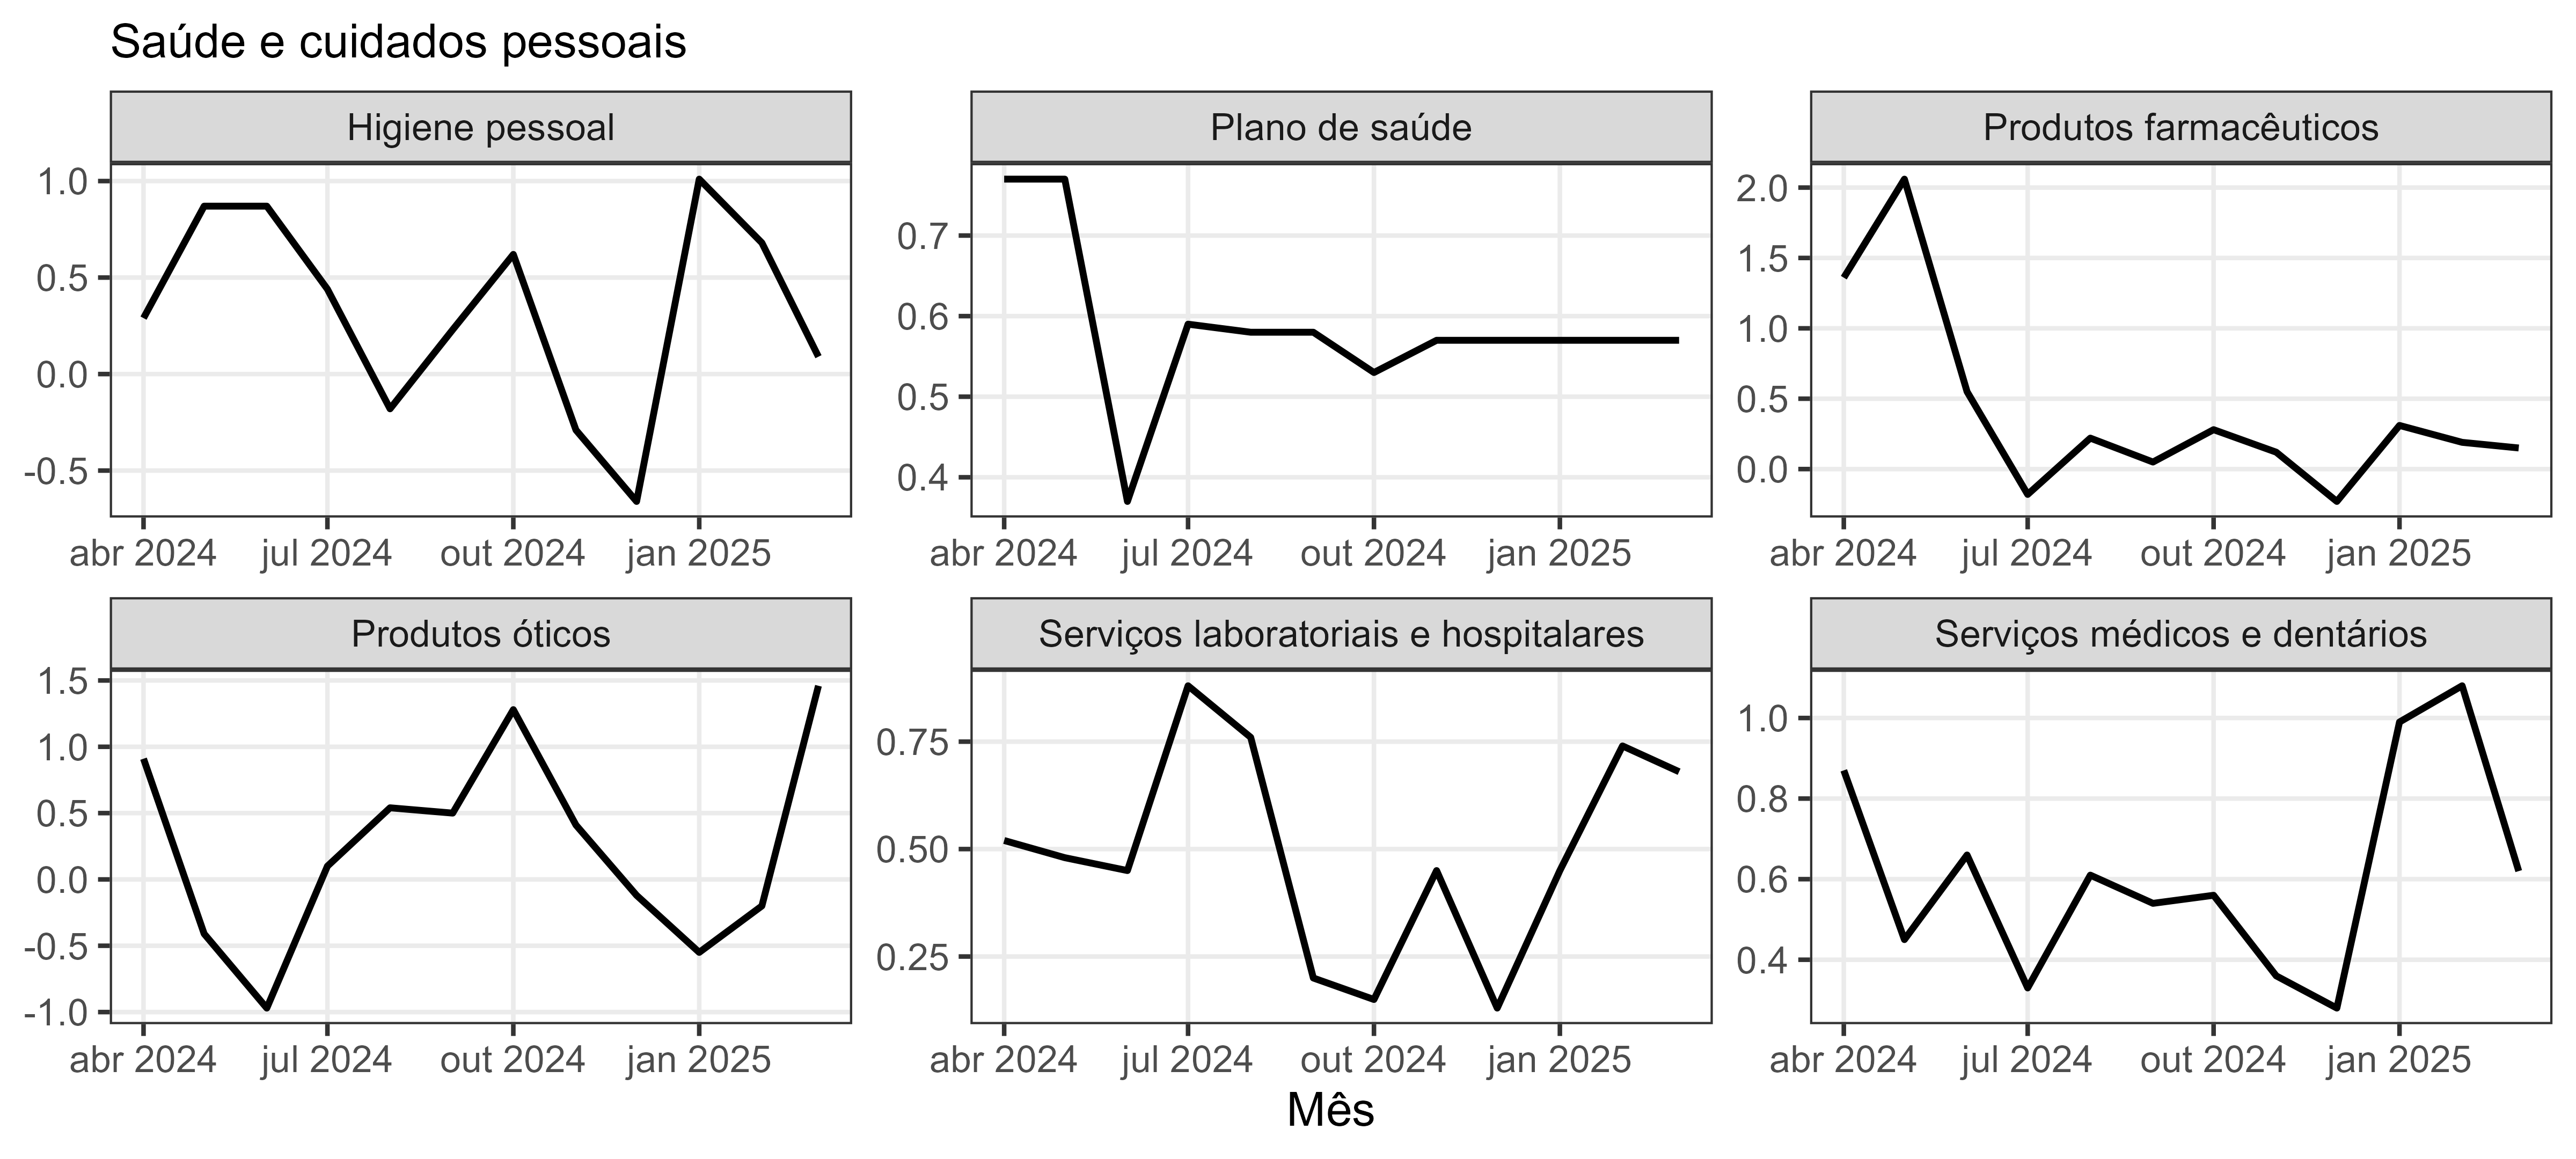 Saúde e cuidados pessoais
Higiene pessoal
1.0
0.5
0.0
-0.5
abr 2024 jul 2024 out 2024 jan 2025
Plano de saúde
0.7
0.6
0.5
0.4
abr 2024 jul 2024 out 2024 jan 2025
Produtos farmacêuticos
2.0
1.5
1.0
0.5
0.0
abr 2024 jul 2024 out 2024 jan 2025
Produtos óticos
1.5
1.0
0.5
0.0
-0.5
-1.0
abr 2024 jul 2024 out 2024 jan 2025
Serviços laboratoriais e hospitalares
0.75
0.50
0.25
abr 2024 jul 2024 out 2024 jan 2025
Serviços médicos e dentários
1.0
0.8
0.6
0.4
abr 2024 jul 2024 out 2024 jan 2025
Mês